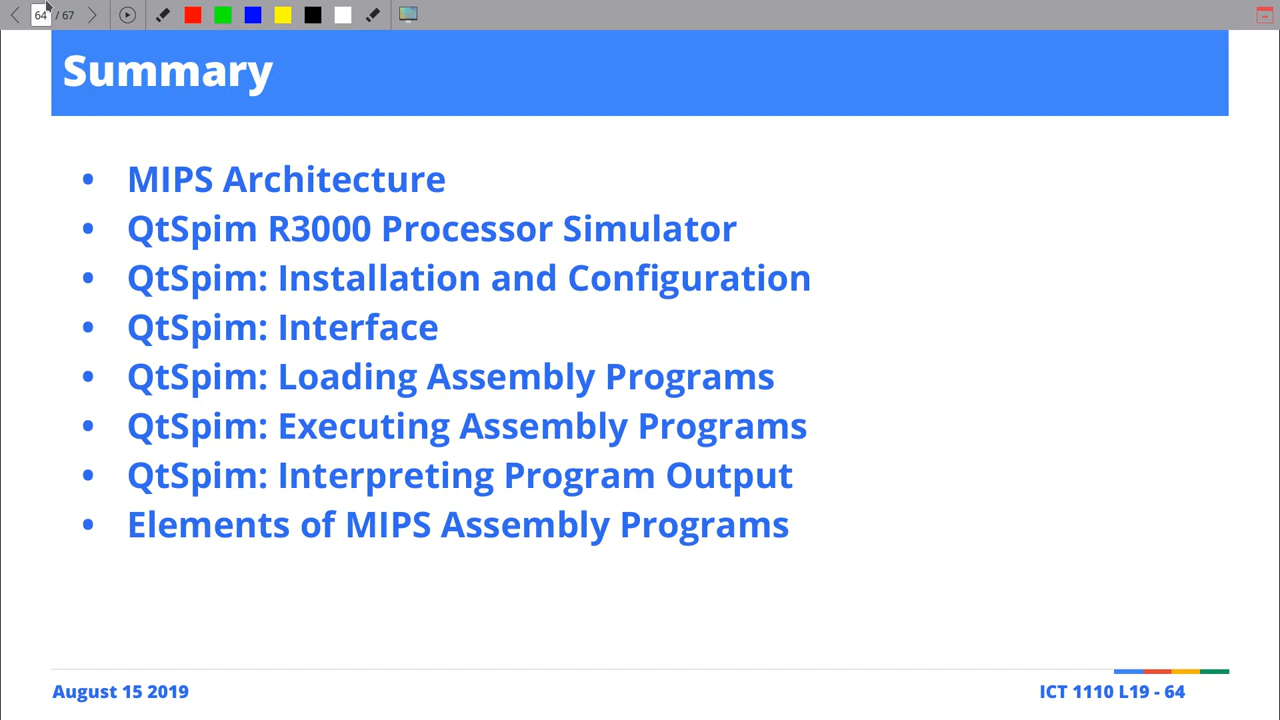 64 / 67
Summary
• MIPS Architecture
• QtSpim R3000 Processor Simulator
• QtSpim: Installation and Configuration
• QtSpim: Interface
• QtSpim: Loading Assembly Programs
• QtSpim: Executing Assembly Programs
• QtSpim: Interpreting Program Output
• Elements of MIPS Assembly Programs
August 15 2019
ICT 1110 L19 - 64